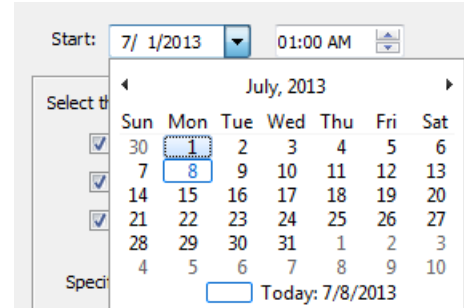 Start: 7/ 1/2013 01:00 AM
July, 2013
Select th
Sun Mon Tue Wed Thu Fri Sat
30 1 2 3 4 5 6
7 8 9 10 11 12 13
14 15 16 17 18 19 20
21 22 23 24 25 26 27
28 29 30 31 1 2 3
4 5 6 7 8 9 10
Specif
Today: 7/8/2013